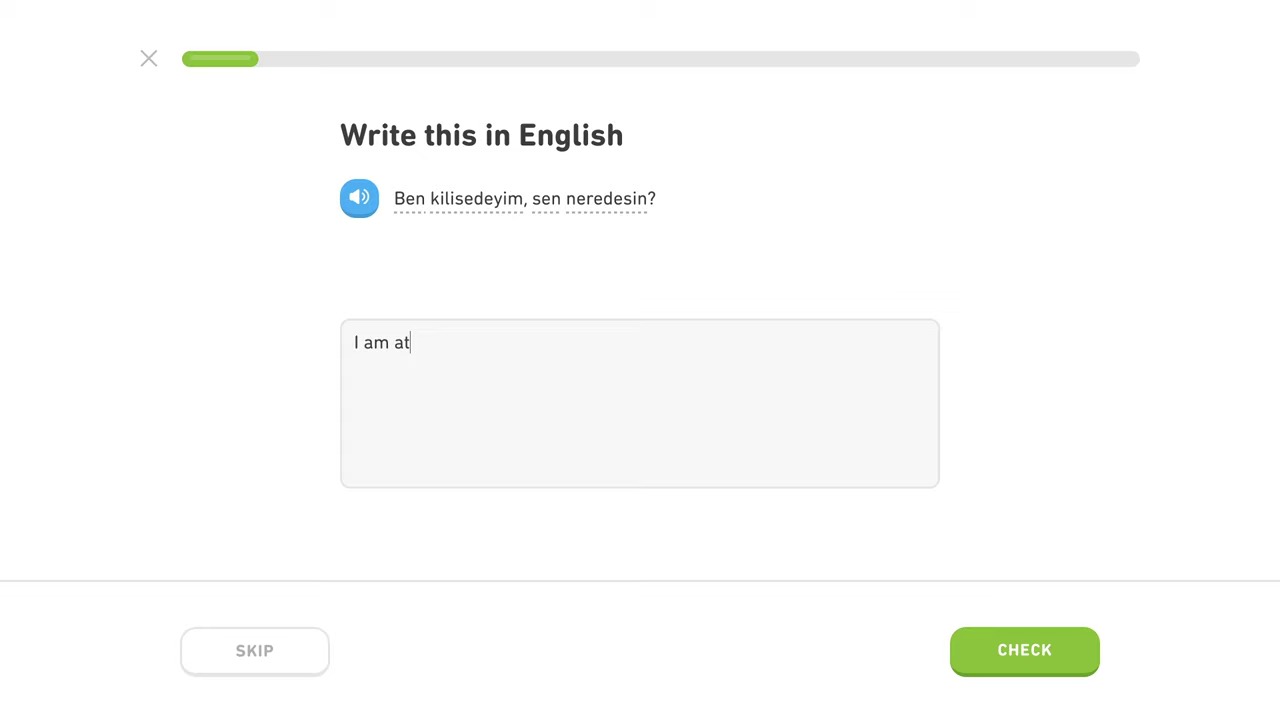 Write this in English
Ben kilisedeyim, sen neredesin?
I am at
SKIP
CHECK